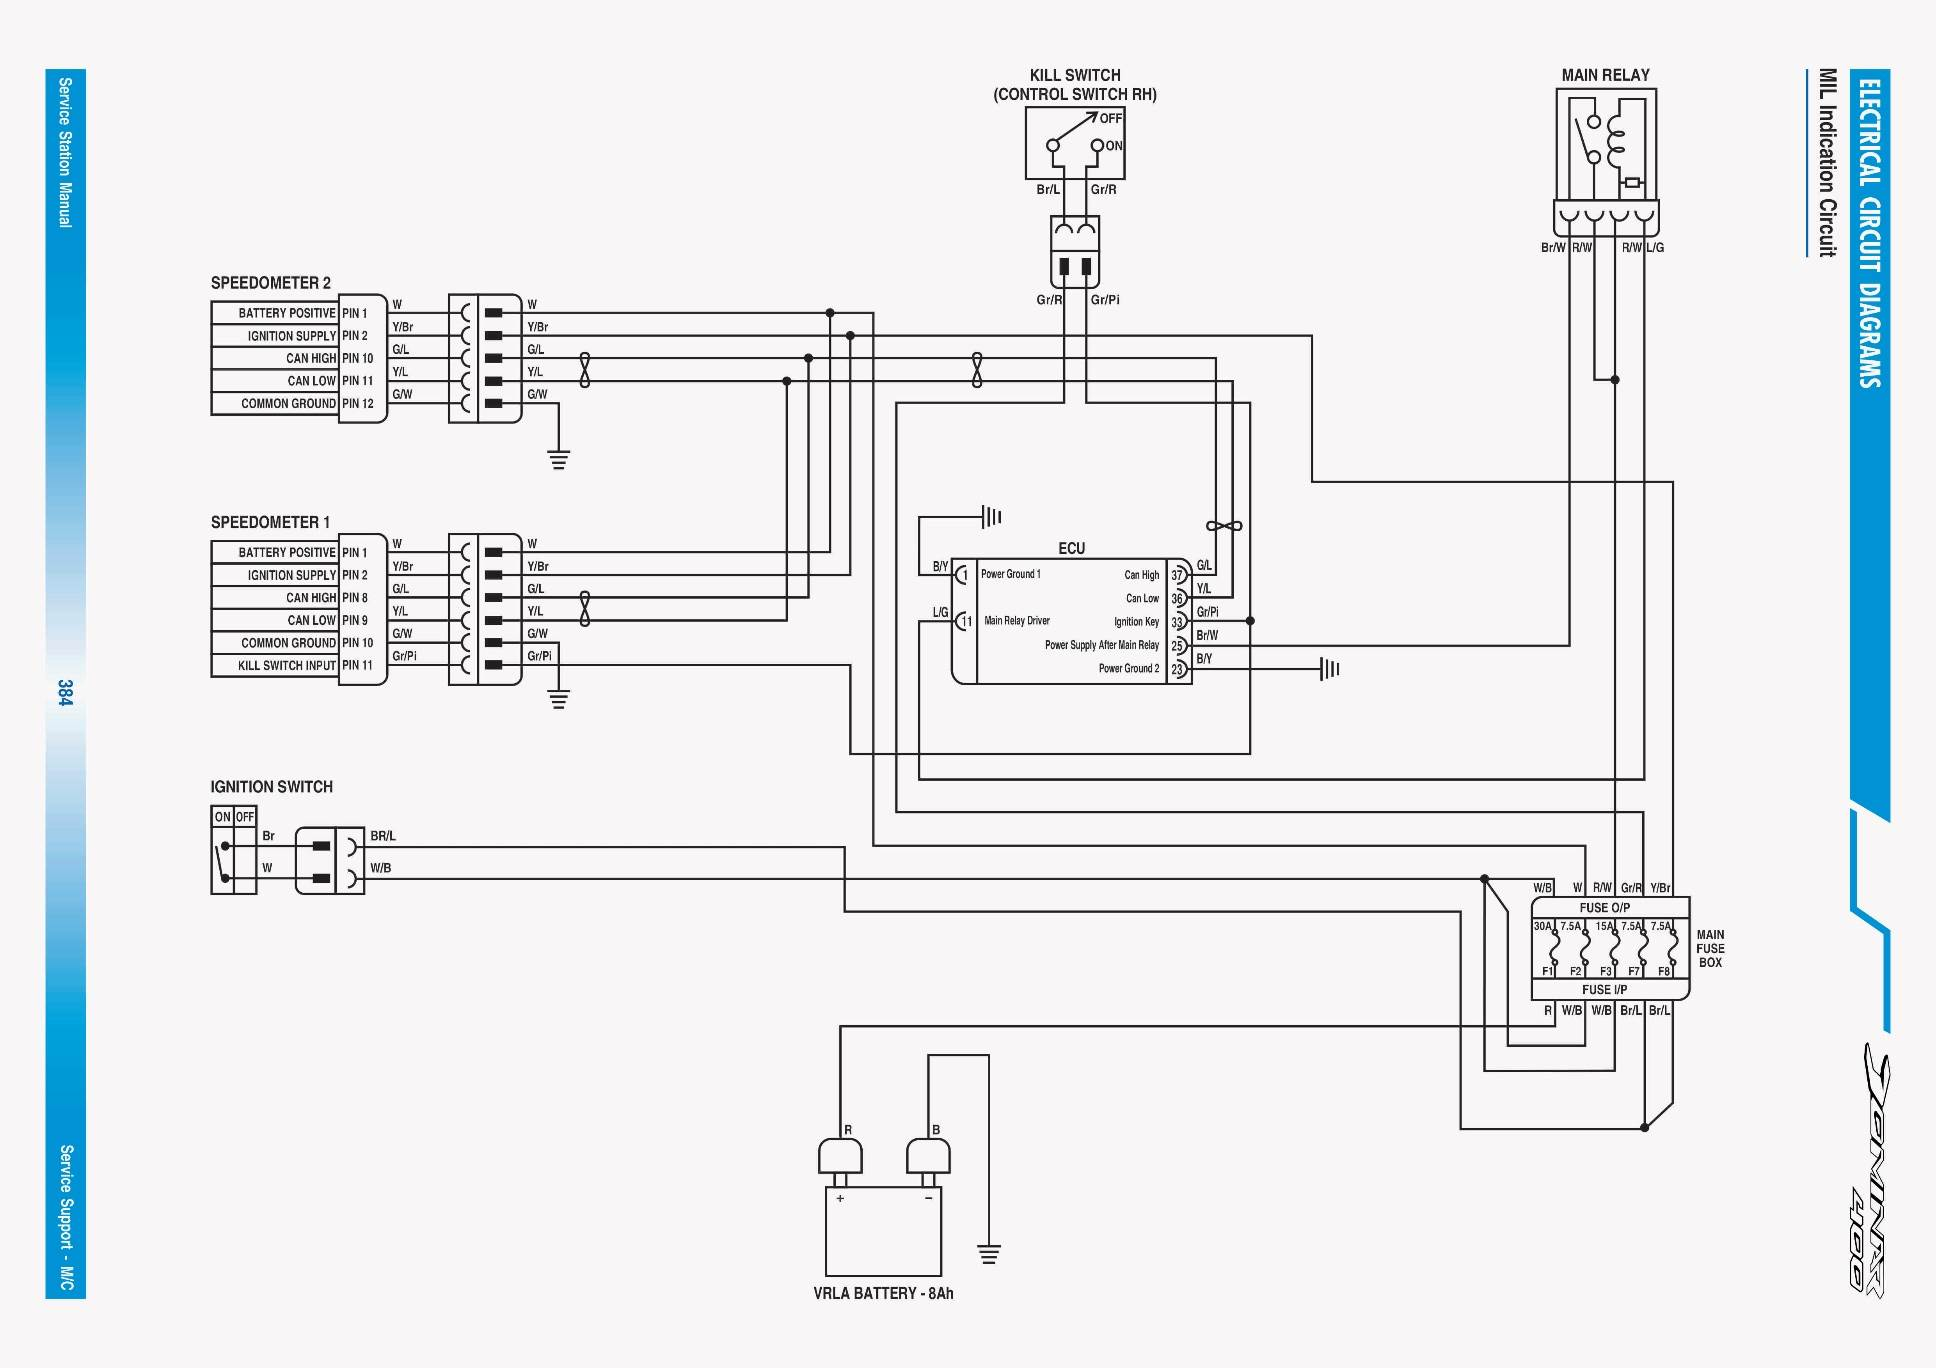 ELECTRICAL CIRCUIT DIAGRAMS
MIL Indication Circuit
KILL SWITCH
(CONTROL SWITCH RH)
OFF
ON
Br/L
Gr/R
Gr/R
Gr/Pi
MAIN RELAY
Br/W
R/W
R/W
L/G
SPEEDOMETER 2
BATTERY POSITIVE PIN 1 W W
IGNITION SUPPLY PIN 2 Y/Br Y/Br
CAN HIGH PIN 10 G/L G/L
CAN LOW PIN 11 Y/L Y/L
COMMON GROUND PIN 12 G/W G/W
SPEEDOMETER 1
BATTERY POSITIVE PIN 1 W W
IGNITION SUPPLY PIN 2 Y/Br Y/Br
CAN HIGH PIN 8 G/L G/L
CAN LOW PIN 9 Y/L Y/L
COMMON GROUND PIN 10 G/W G/W
KILL SWITCH INPUT PIN 11 Gr/Pi Gr/Pi
ECU
B/Y 1 Power Ground 1
L/G 11 Main Relay Driver
Can High 37 G/L
Can Low 36 Y/L
Ignition Key 33 Gr/Pi
Power Supply After Main Relay 25 Br/W
Power Ground 2 23 B/Y
IGNITION SWITCH
ON OFF
Br BR/L
W W/B
W/B W R/W Gr/R Y/Br
FUSE O/P
30A 7.5A 15A 7.5A 7.5A
F1 F2 F3 F7 F8
FUSE I/P
R W/B W/B Br/L Br/L
MAIN
FUSE
BOX
R
B
+
–
VRLA BATTERY - 8Ah
Service Station Manual
384
Service Support - M/C
DOMINAR
400